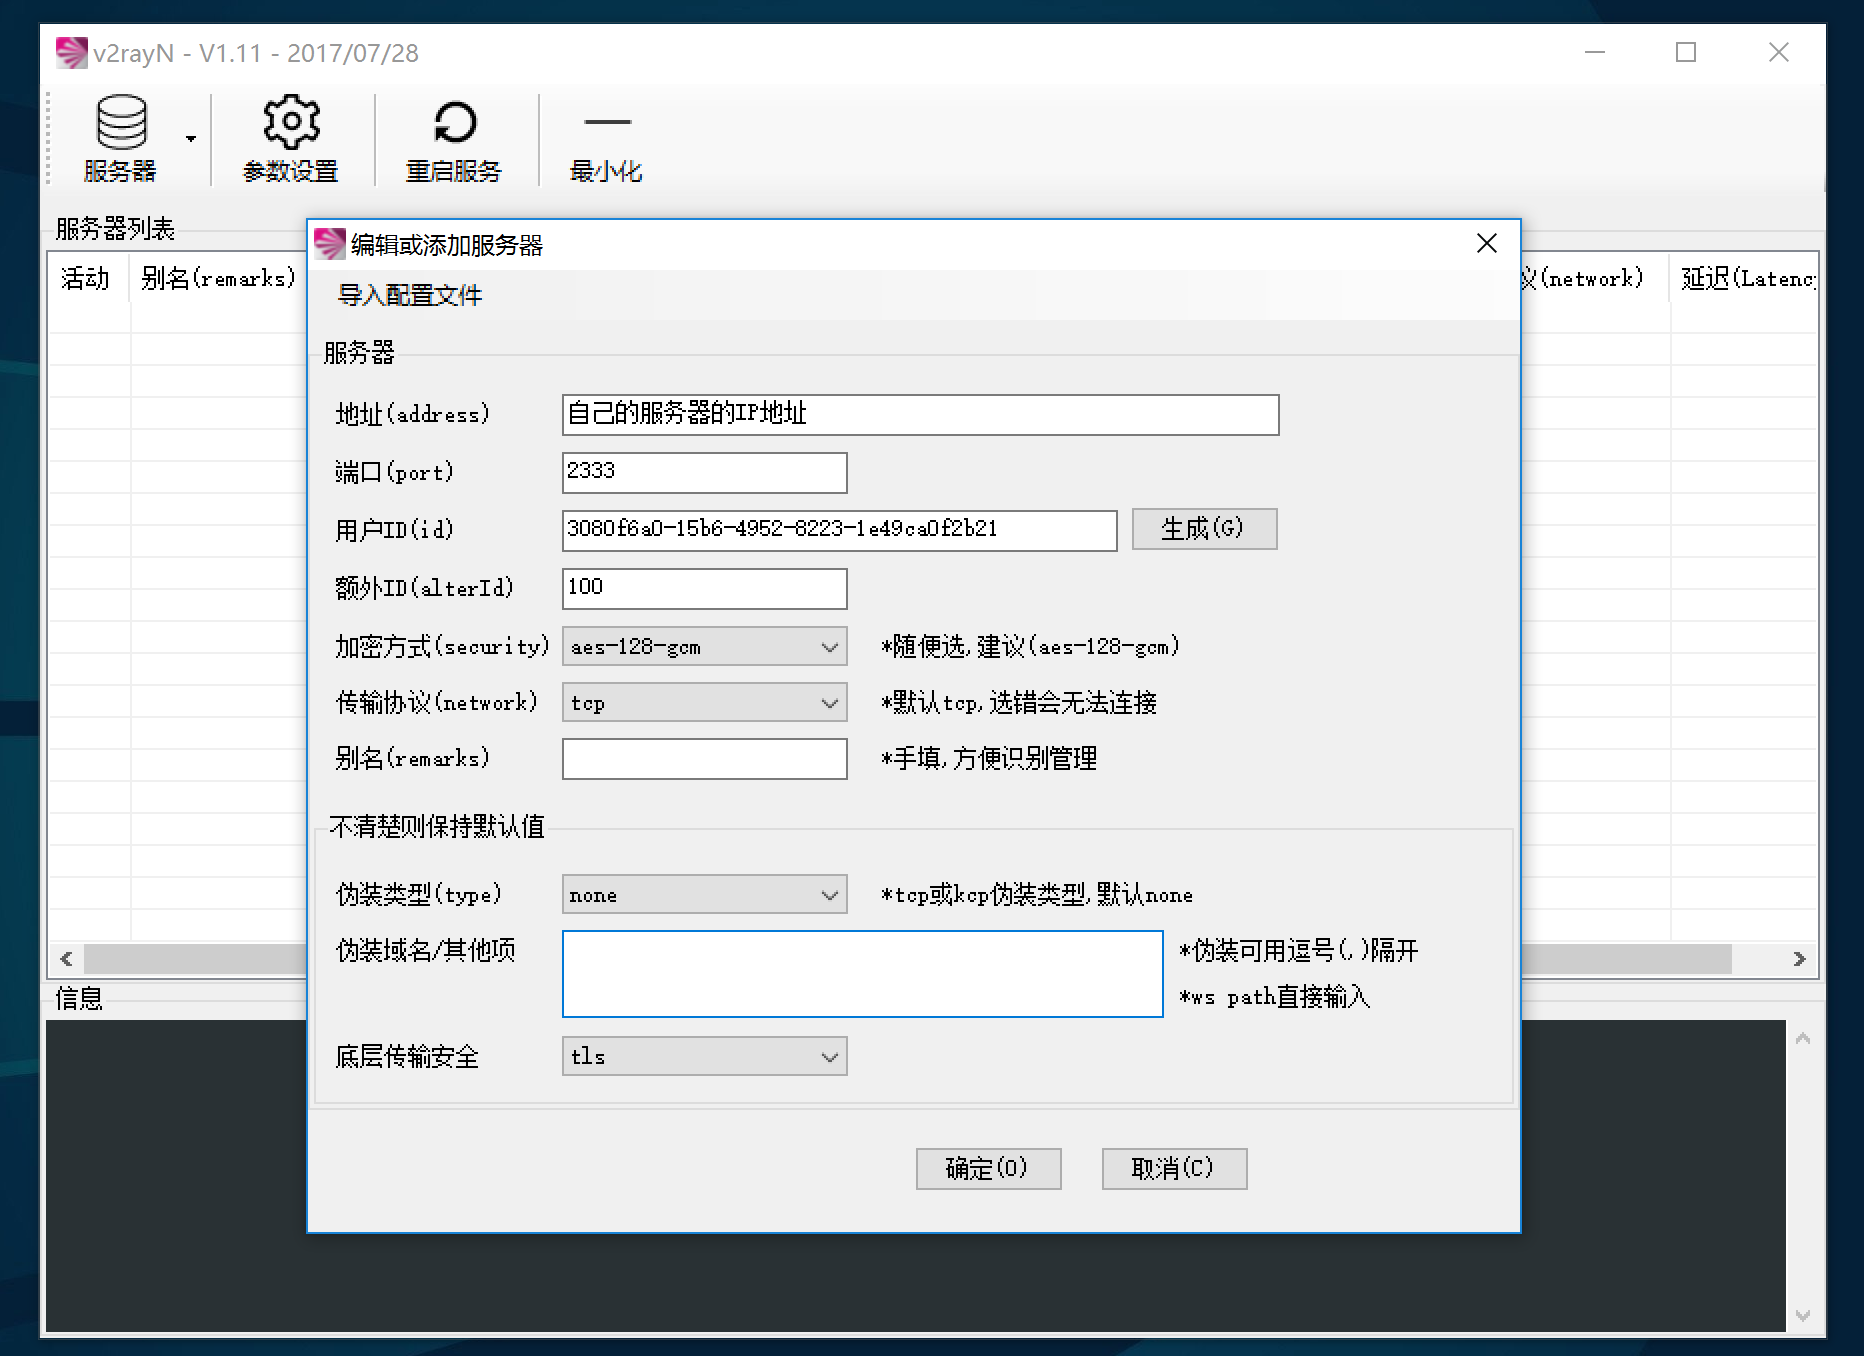 v2rayN - V1.11 - 2017/07/28
服务器
参数设置
重启服务
最小化
服务器列表
活动
别名(remarks)
(network)
延迟(Latenc
编辑或添加服务器
导入配置文件
服务器
地址(address)
自己的服务器的IP地址
端口(port)
2333
用户ID(id)
3080f6a0-15b6-4952-8223-1e49ca0f2b21
生成(G)
额外ID(alterId)
100
加密方式(security)
aes-128-gcm
*随便选,建议(aes-128-gcm)
传输协议(network)
tcp
*默认tcp,选错会无法连接
别名(remarks)
*手填,方便识别管理
不清楚则保持默认值
伪装类型(type)
none
*tcp或kcp伪装类型,默认none
伪装域名/其他项
*伪装可用逗号(,)隔开
*ws path直接输入
底层传输安全
tls
确定(O)
取消(C)
信息